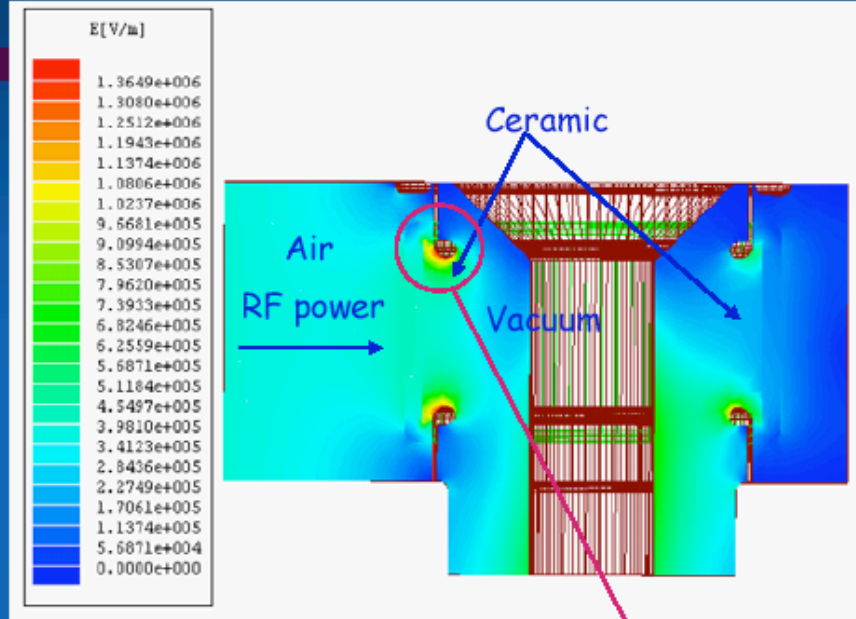 E[V/m]
1.3649e+006
1.3080e+006
1.2512e+006
1.1943e+006
1.1374e+006
1.0806e+006
1.0237e+006
9.6681e+005
9.0994e+005
8.5307e+005
7.9620e+005
7.3933e+005
6.8246e+005
6.2559e+005
5.6871e+005
5.1184e+005
4.5497e+005
3.9810e+005
3.4123e+005
2.8436e+005
2.2749e+005
1.7061e+005
1.1374e+005
5.6871e+004
0.0000e+000
Ceramic
Air
RF power
Vacuum